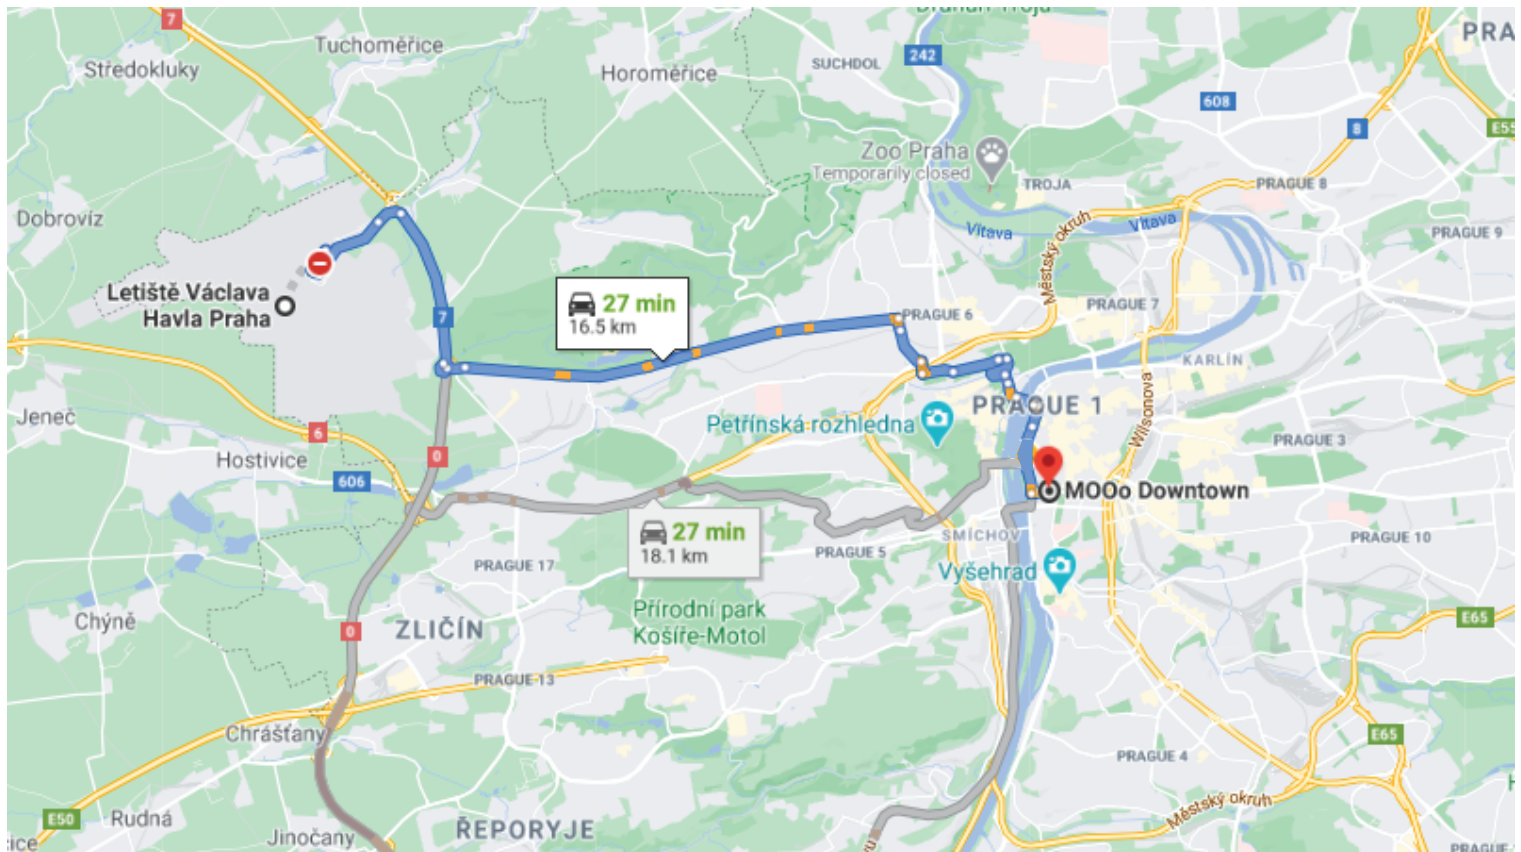 Drahaň-Troja
7
Tuchoměřice
PRA
242
Středokluky
Horoměřice
SUCHDOL
608
8
E55
Zoo Praha
Temporarily closed
TROJA
PRAGUE 8
Dobrovíz
Vltava
Vltava
PRAGUE 9
Městský okruh
Letiště Václava
Havla Praha
27 min
16.5 km
PRAGUE 7
7
PRAGUE 6
KARLÍN
Jeneč
PRAGUE 1
Petřínská rozhledna
Wilsonova
6
0
PRAGUE 3
Hostivice
606
MOOo Downtown
27 min
18.1 km
SMÍCHOV
PRAGUE 5
PRAGUE 10
PRAGUE 17
Vyšehrad
Přírodní park
Košíře-Motol
Chýně
ZLIČÍN
0
E65
PRAGUE 13
Chrášťany
E65
PRAGUE 4
Městský okruh
E50
Rudná
Jinočany
ŘEPORYJE